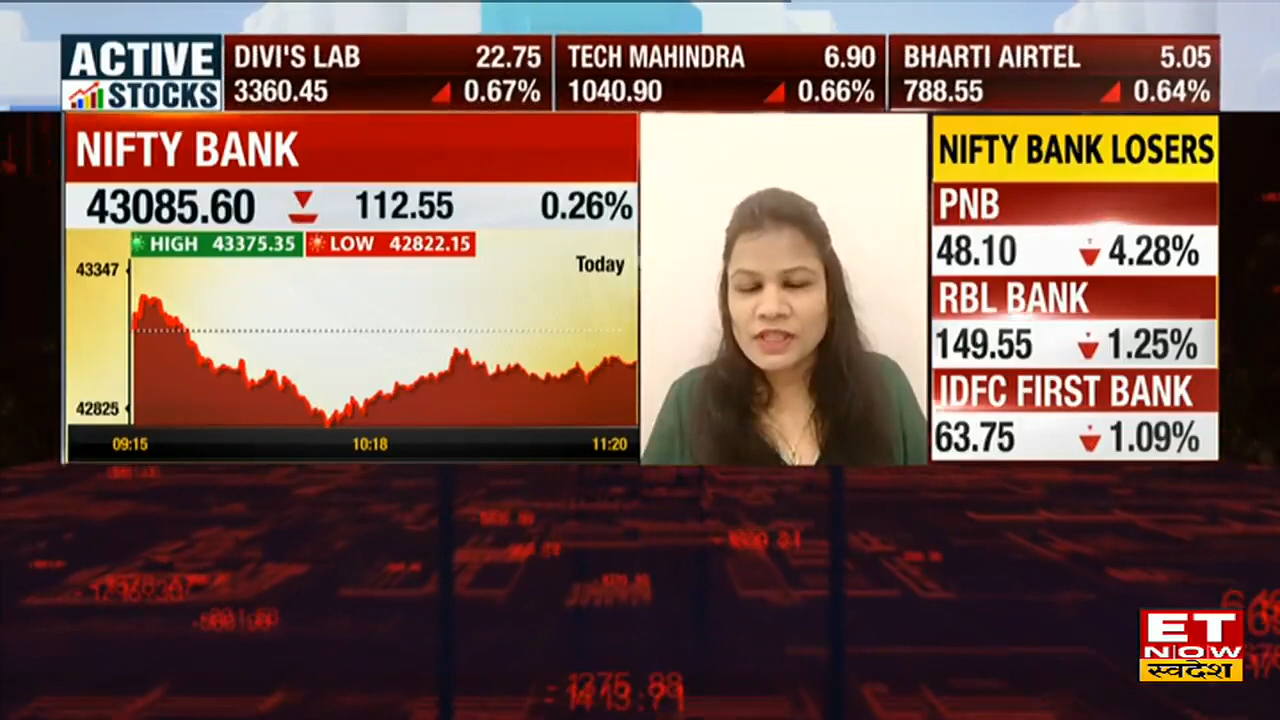 ACTIVE STOCKS
DIVI'S LAB 22.75
3360.45 0.67%
TECH MAHINDRA 6.90
1040.90 0.66%
BHARTI AIRTEL 5.05
788.55 0.64%
NIFTY BANK
43085.60 112.55 0.26%
HIGH 43375.35 LOW 42822.15
Today
43347
42825
09:15 10:18 11:20
NIFTY BANK LOSERS
PNB
48.10 4.28%
RBL BANK
149.55 1.25%
IDFC FIRST BANK
63.75 1.09%
ET
NOW
स्वदेश